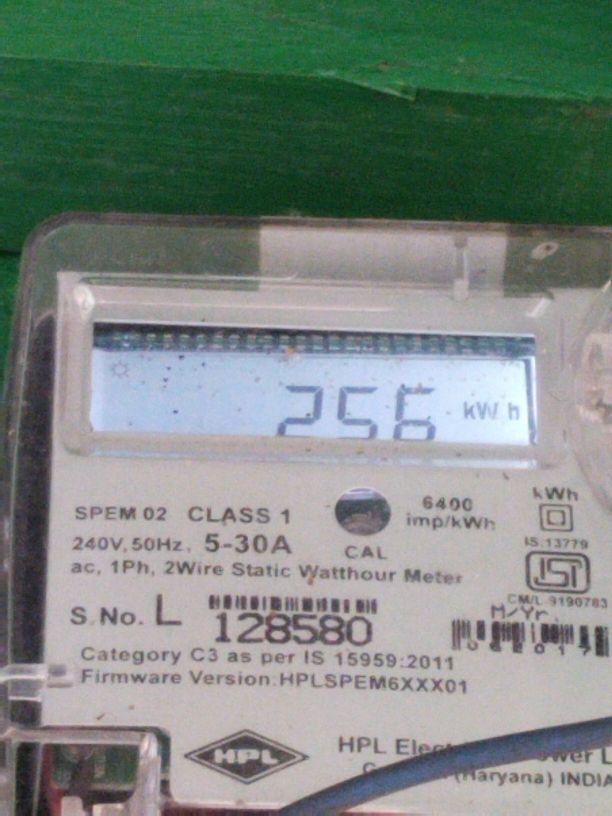 256 kWh
SPEM 02 CLASS 1
6400
imp/kWh
kWh
240V, 50Hz, 5-30A
CAL
IS:13779
ac, 1Ph, 2Wire Static Watthour Meter
ISI
CM/L-9190783
S.No. L 128580
M/Yr.
062017
Category C3 as per IS 15959:2011
Firmware Version:HPLSPEM6XXX01
HPL
HPL
(Haryana) INDIA